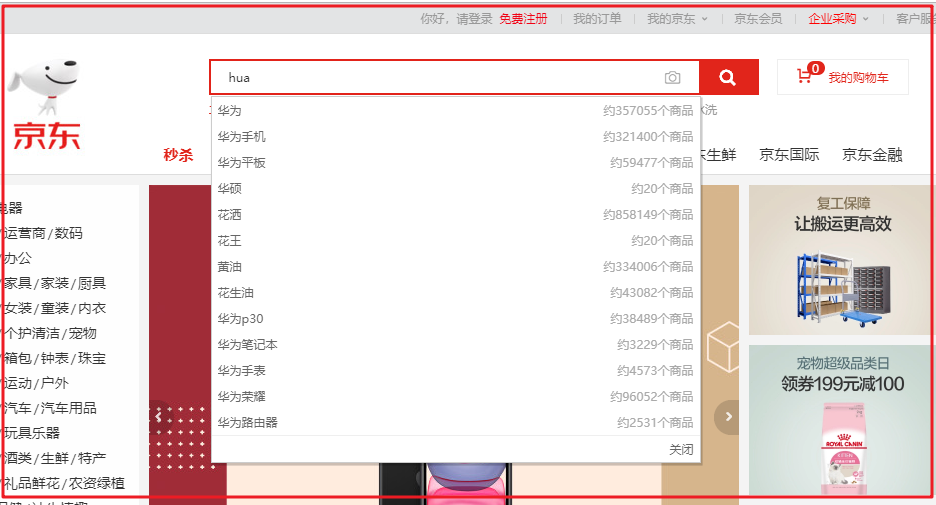 你好，请登录 免费注册 我的订单 我的京东 京东会员 企业采购 客户服
hua
0 我的购物车
京东
秒杀
东生鲜 京东国际 京东金融
华为 约357055个商品
华为手机 约321400个商品
华为平板 约59477个商品
华硕 约20个商品
花洒 约858149个商品
花王 约20个商品
黄油 约334006个商品
花生油 约43082个商品
华为p30 约38489个商品
华为笔记本 约3229个商品
华为手表 约4573个商品
华为荣耀 约96052个商品
华为路由器 约2531个商品
关闭
电器
/运营商/数码
/办公
/家具/家装/厨具
/女装/童装/内衣
/个护清洁/宠物
/箱包/钟表/珠宝
/运动/户外
/汽车/汽车用品
/玩具乐器
/酒类/生鲜/特产
/礼品鲜花/农资绿植
复工保障
让搬运更高效
宠物超级品类日
领券199元减100
ROYAL CANIN